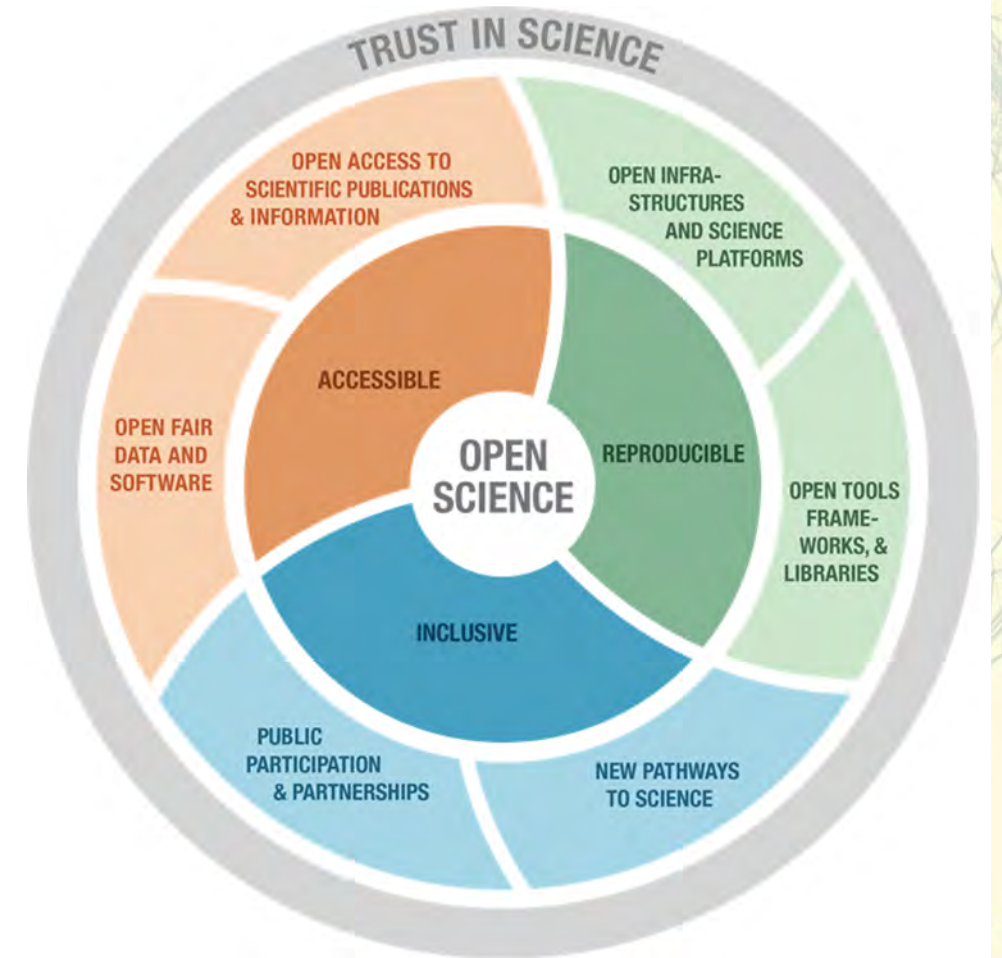 TRUST IN SCIENCE
OPEN ACCESS TO
SCIENTIFIC PUBLICATIONS
& INFORMATION
OPEN INFRA-
STRUCTURES
AND SCIENCE
PLATFORMS
ACCESSIBLE
OPEN FAIR
DATA AND
SOFTWARE
OPEN
SCIENCE
REPRODUCIBLE
OPEN TOOLS
FRAME-
WORKS, &
LIBRARIES
INCLUSIVE
PUBLIC
PARTICIPATION
& PARTNERSHIPS
NEW PATHWAYS
TO SCIENCE